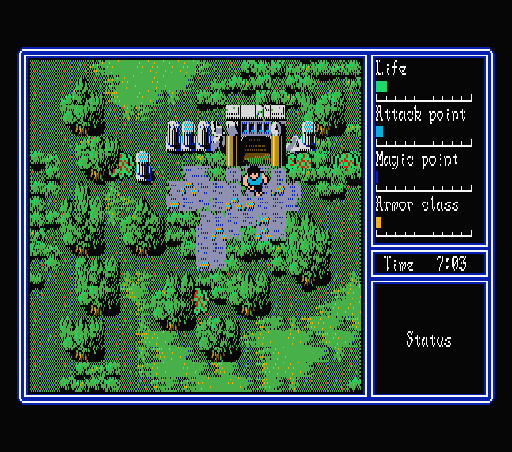 Life
Attack point
Magic point
Armor class
Time 7:03
Status